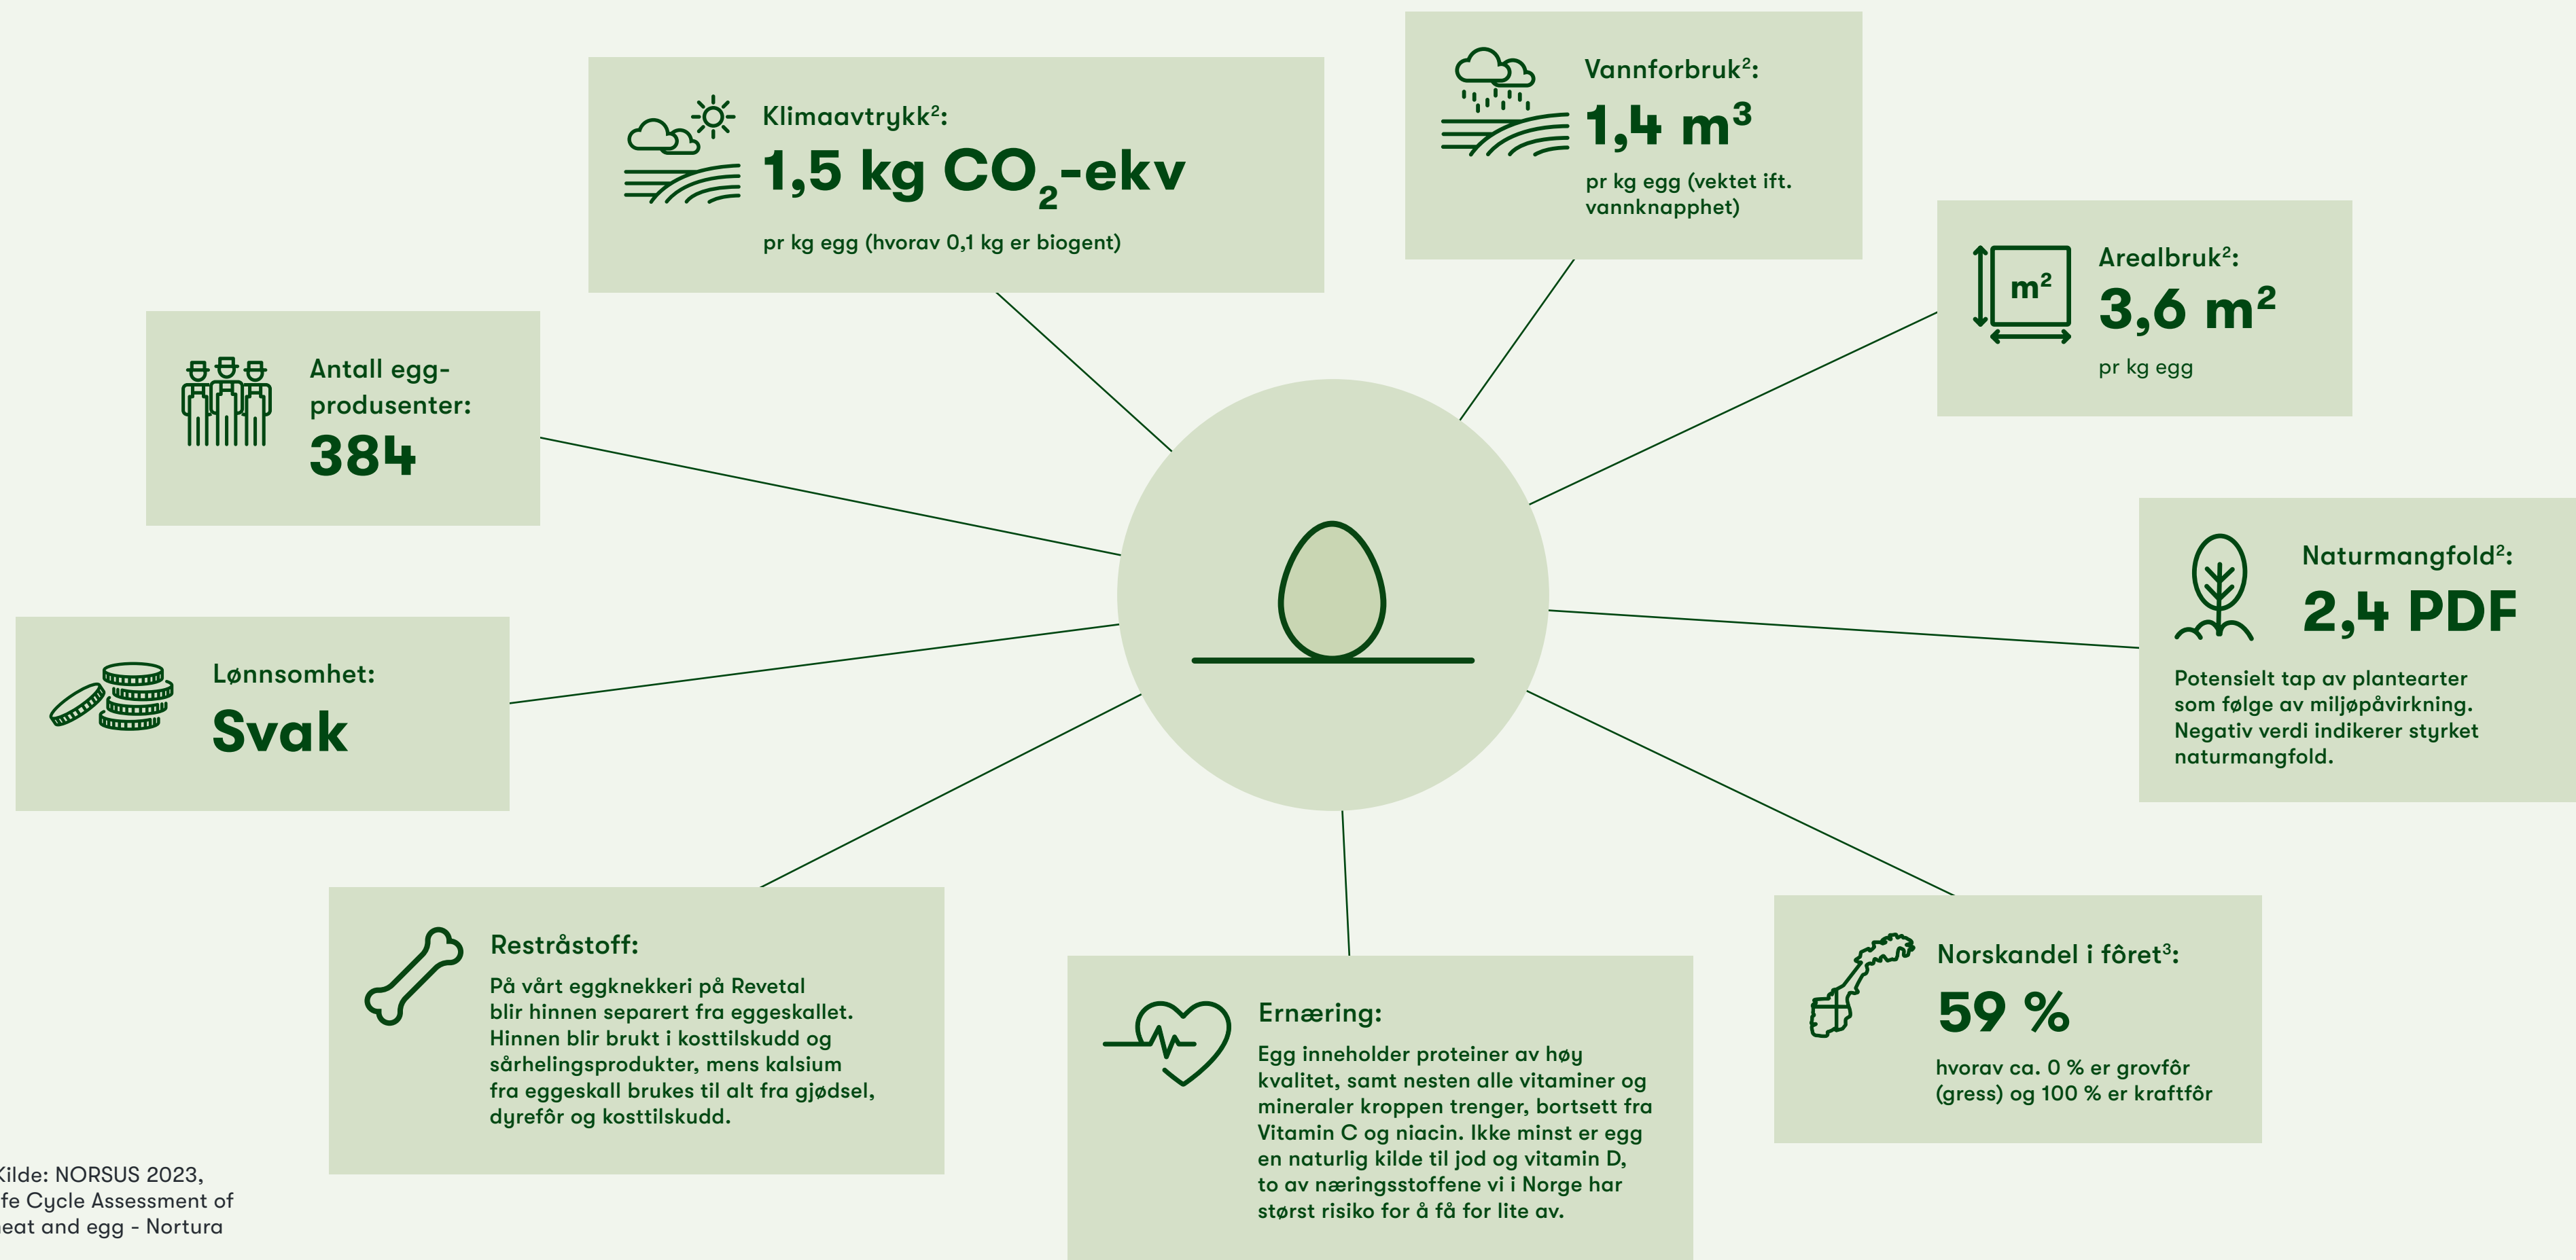 Klimaavtrykk²:
1,5 kg CO₂-ekv
pr kg egg (hvorav 0,1 kg er biogent)
Vannforbruk²:
1,4 m³
pr kg egg (vektet ift.
vannknapphet)
m²
Arealbruk²:
3,6 m²
pr kg egg
Antall egg-
produsenter:
384
Naturmangfold²:
2,4 PDF
Potensielt tap av plantearter
som følge av miljøpåvirkning.
Negativ verdi indikerer styrket
naturmangfold.
Lønnsomhet:
Svak
Restråstoff:
På vårt eggknekkeri på Revetal
blir hinnen separert fra eggeskallet.
Hinnen blir brukt i kosttilskudd og
sårhelingsprodukter, mens kalsium
fra eggeskall brukes til alt fra gjødsel,
dyrefôr og kosttilskudd.
Ernæring:
Egg inneholder proteiner av høy
kvalitet, samt nesten alle vitaminer og
mineraler kroppen trenger, bortsett fra
Vitamin C og niacin. Ikke minst er egg
en naturlig kilde til jod og vitamin D,
to av næringsstoffene vi i Norge har
størst risiko for å få for lite av.
Norskandel i fôret³:
59 %
hvorav ca. 0 % er grovfôr
(gress) og 100 % er kraftfôr
Kilde: NORSUS 2023,
fe Cycle Assessment of
eat and egg - Nortura